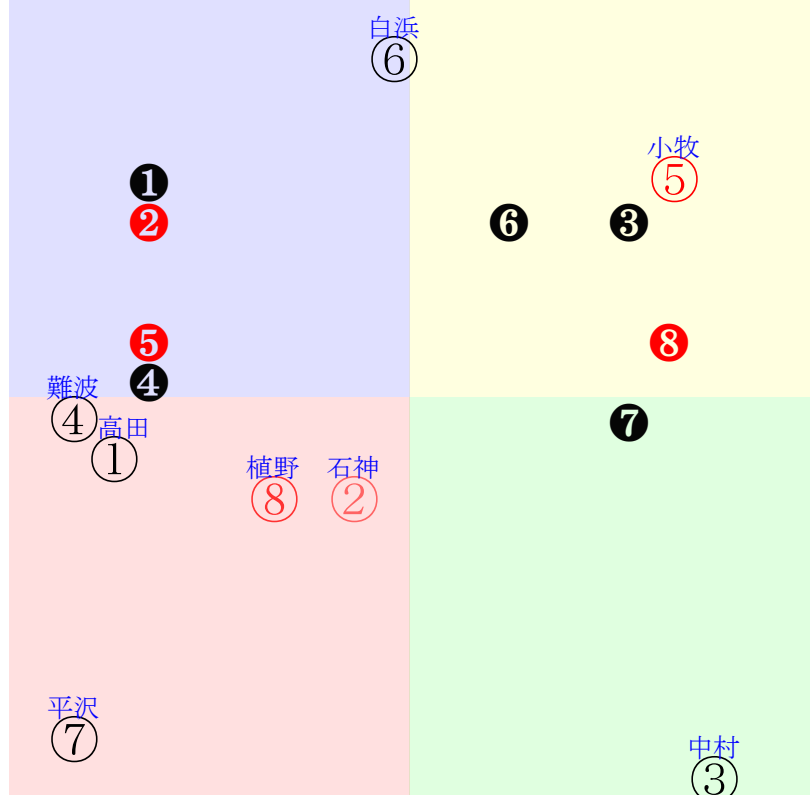 白浜
⑥
小牧
⑤
❶
❷
❻
❸
❺
❽
❹
難波
④
高田
①
❼
植野
⑧
石神
②
平沢
⑦
中村
③